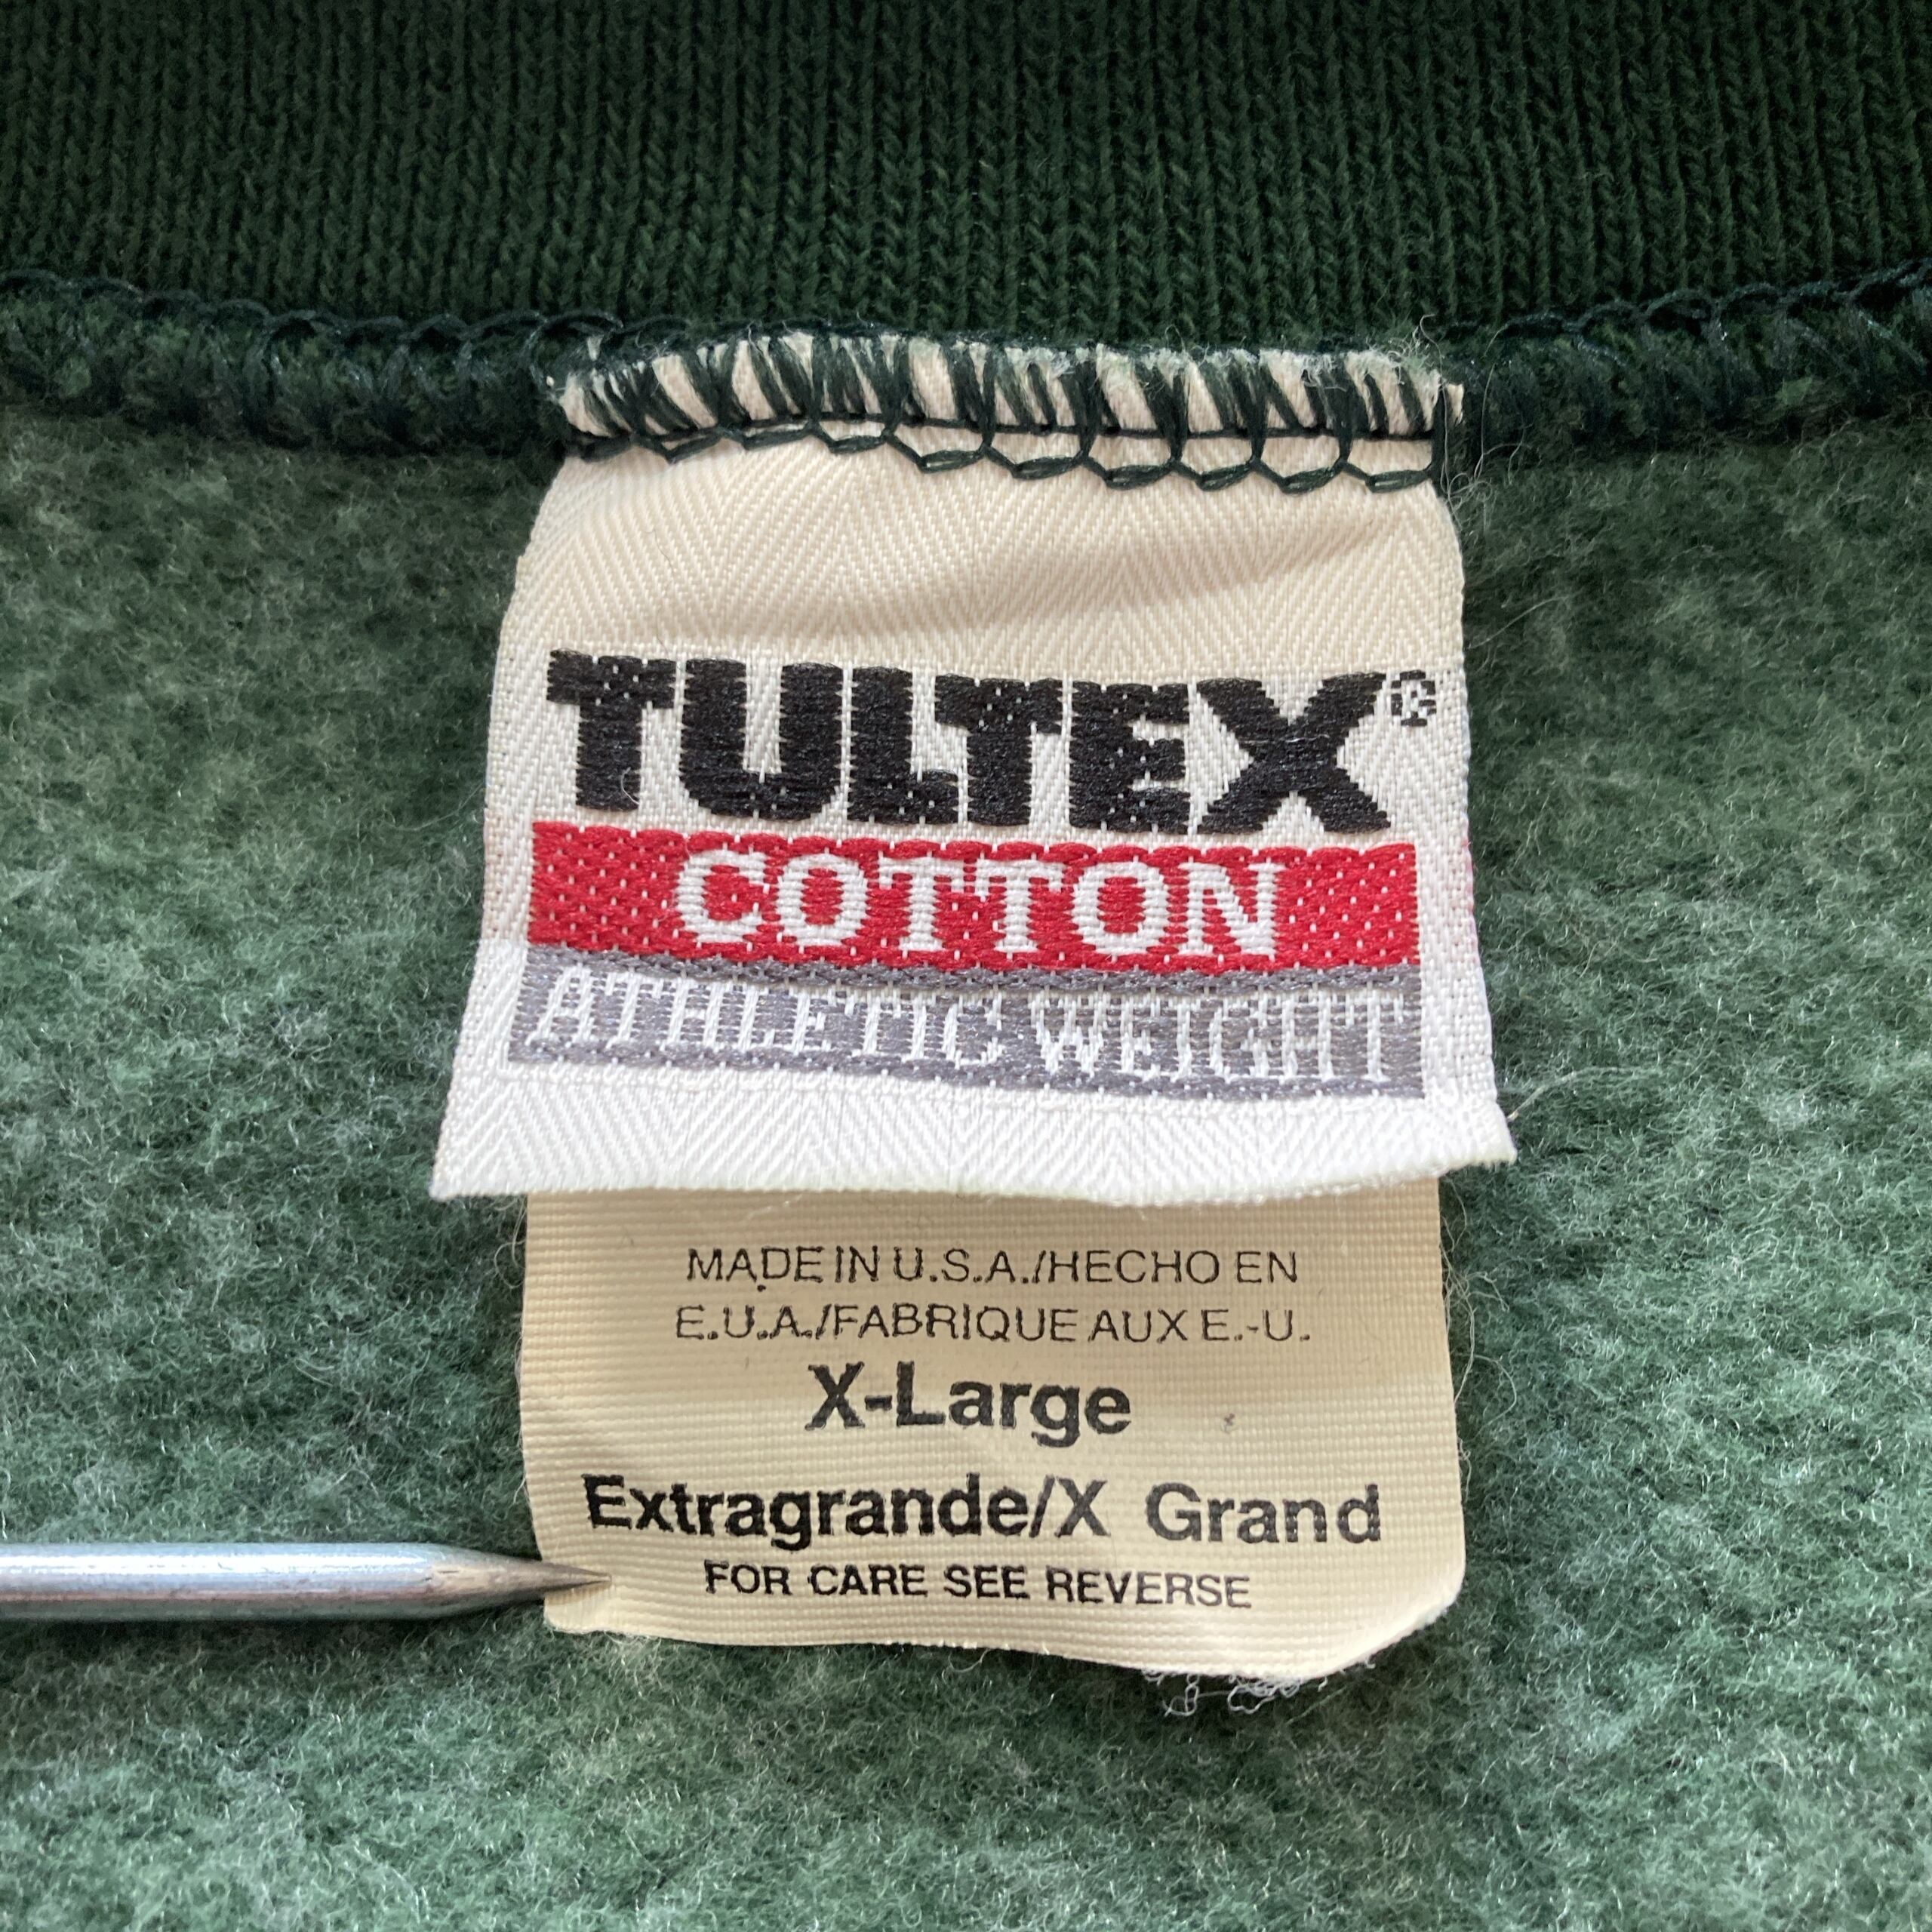 TULTEX®
COTTON
ATHLETIC WEIGHT
MADE IN U.S.A./HECHO EN
E.U.A./FABRIQUE AUX E.-U.
X-Large
Extragrande/X Grand
FOR CARE SEE REVERSE